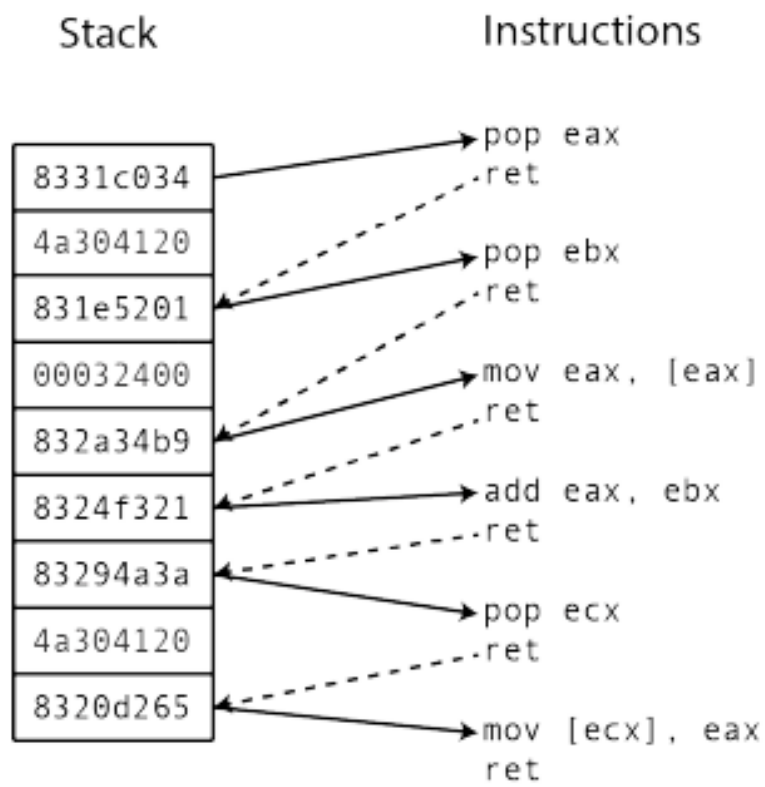 Stack
Instructions
8331c034
4a304120
831e5201
00032400
832a34b9
8324f321
83294a3a
4a304120
8320d265
pop eax
ret
pop ebx
ret
mov eax, [eax]
ret
add eax, ebx
ret
pop ecx
ret
mov [ecx], eax
ret